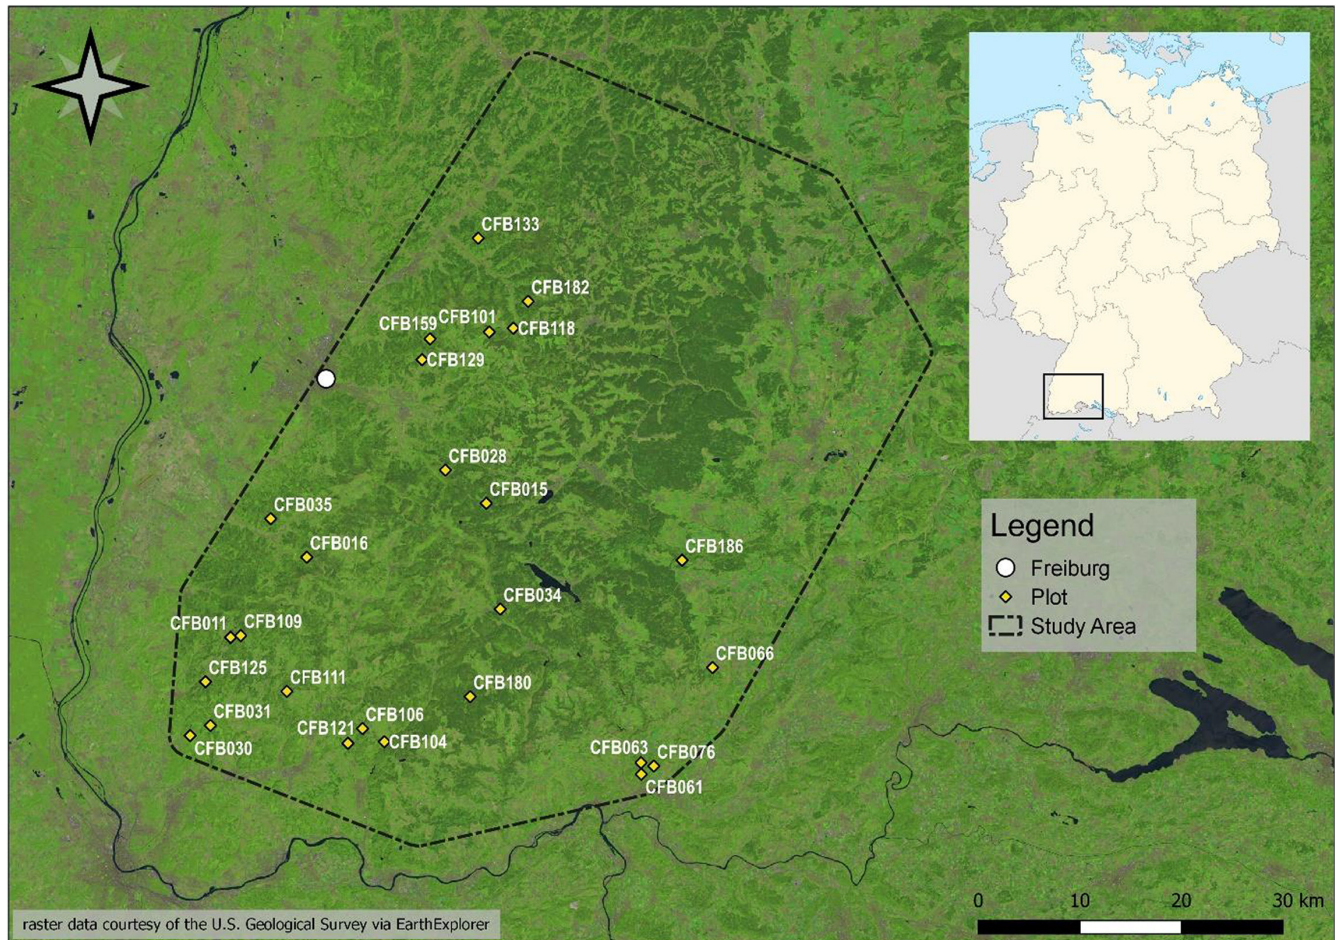 CFB133
CFB182
CFB159
CFB101
CFB118
CFB129
CFB028
CFB015
CFB035
CFB016
CFB186
CFB034
CFB011
CFB109
CFB066
CFB125
CFB111
CFB180
CFB031
CFB106
CFB121
CFB104
CFB030
CFB063
CFB076
CFB061
Legend
Freiburg
Plot
Study Area
0 10 20 30 km
raster data courtesy of the U.S. Geological Survey via EarthExplorer